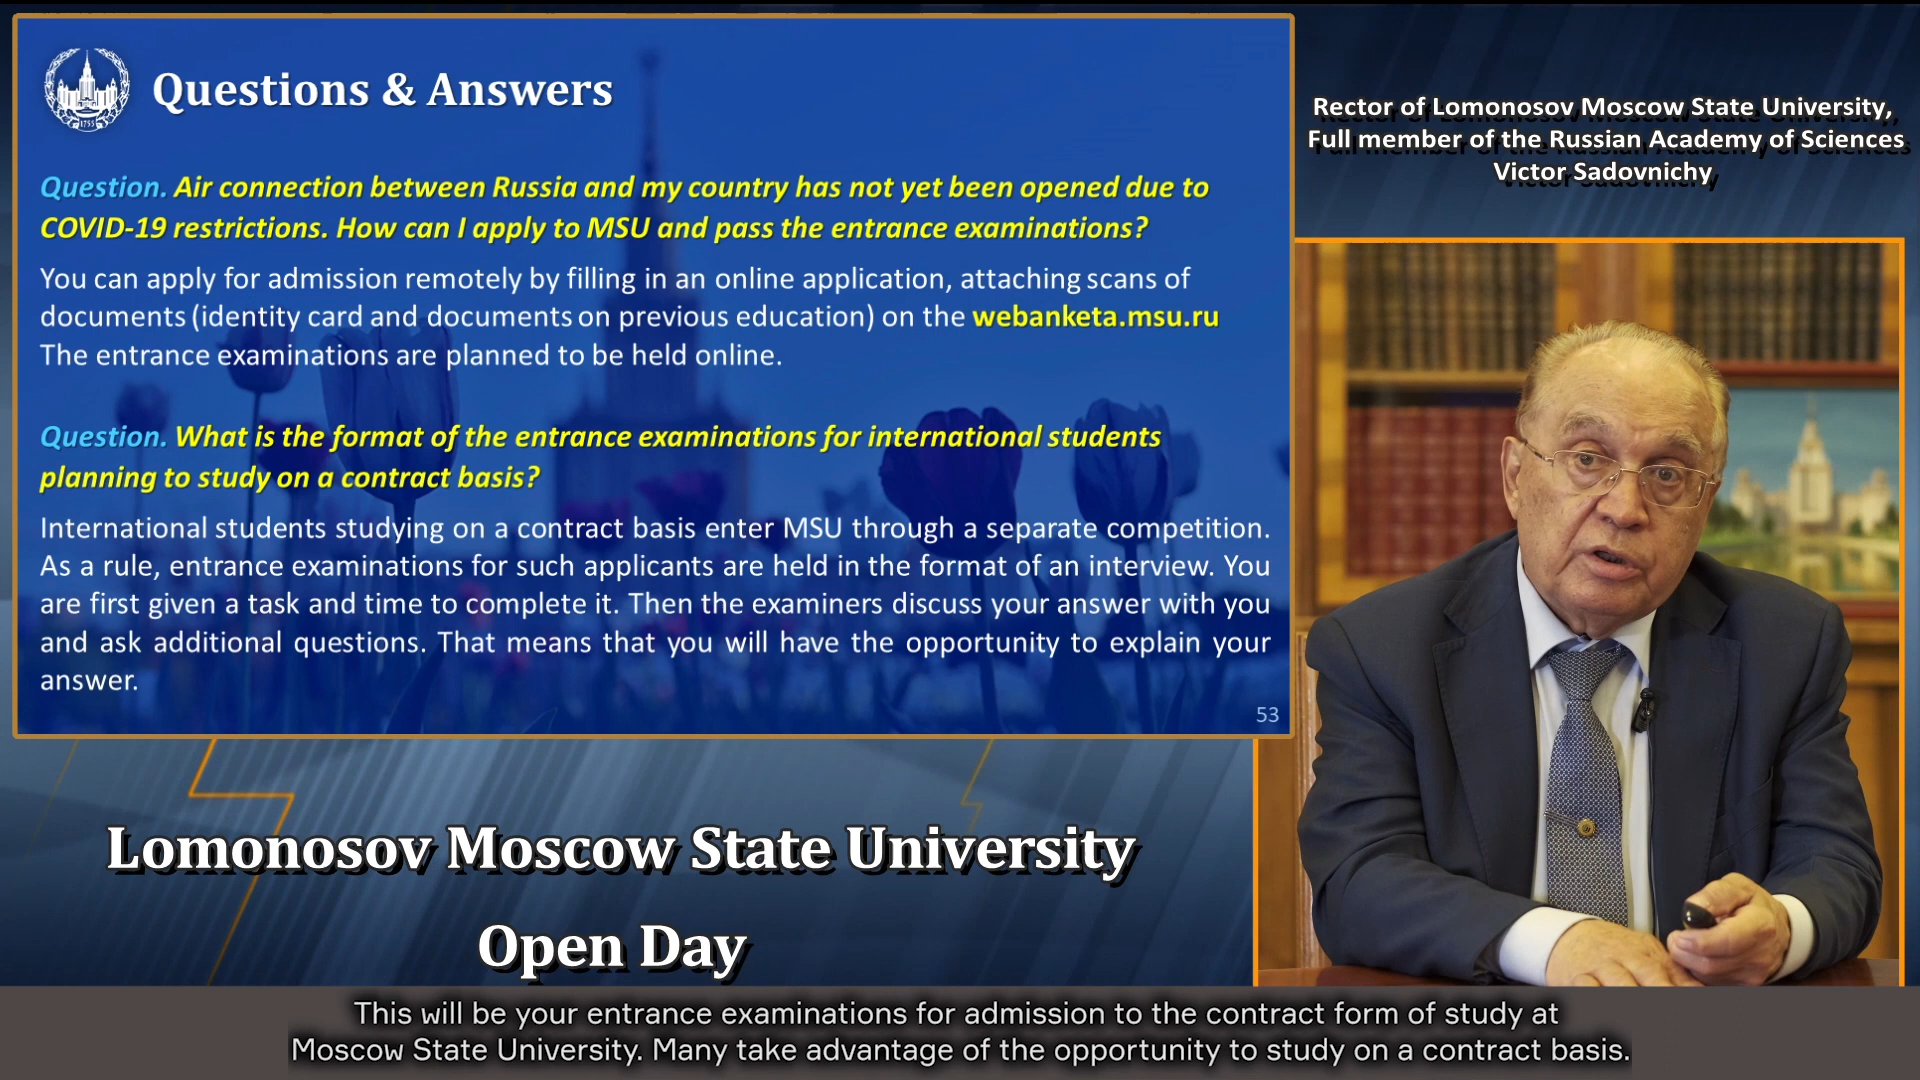 1755
Questions & Answers
Question. Air connection between Russia and my country has not yet been opened due to
COVID-19 restrictions. How can I apply to MSU and pass the entrance examinations?
You can apply for admission remotely by filling in an online application, attaching scans of
documents (identity card and documents on previous education) on the webanketa.msu.ru
The entrance examinations are planned to be held online.
Question. What is the format of the entrance examinations for international students
planning to study on a contract basis?
International students studying on a contract basis enter MSU through a separate competition.
As a rule, entrance examinations for such applicants are held in the format of an interview. You
are first given a task and time to complete it. Then the examiners discuss your answer with you
and ask additional questions. That means that you will have the opportunity to explain your
answer.
53
Rector of Lomonosov Moscow State University,
Full member of the Russian Academy of Sciences
Victor Sadovnichy
Lomonosov Moscow State University
Open Day
This will be your entrance examinations for admission to the contract form of study at
Moscow State University. Many take advantage of the opportunity to study on a contract basis.